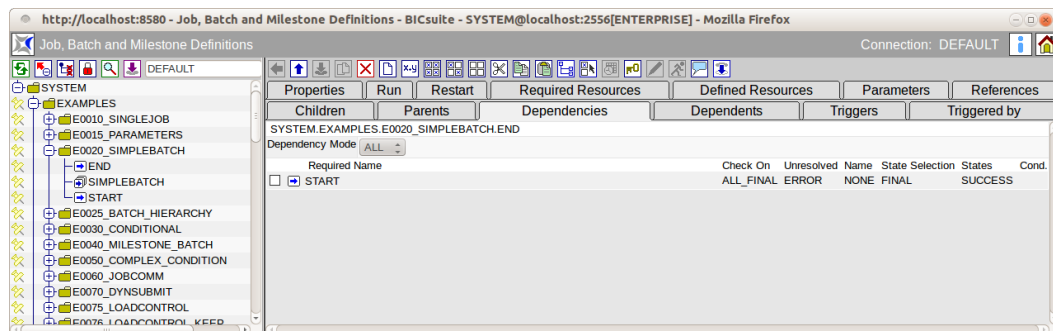 http://localhost:8580 - Job, Batch and Milestone Definitions - BICsuite - SYSTEM@localhost:2556[ENTERPRISE] - Mozilla Firefox
Job, Batch and Milestone Definitions Connection: DEFAULT
DEFAULT
Properties Run Restart Required Resources Defined Resources Parameters References
Children Parents Dependencies Dependents Triggers Triggered by
SYSTEM.EXAMPLES.E0020_SIMPLEBATCH.END
Dependency Mode ALL
Required Name Check On Unresolved Name State Selection States Cond.
START ALL_FINAL ERROR NONE FINAL SUCCESS
SYSTEM
EXAMPLES
E0010_SINGLEJOB
E0015_PARAMETERS
E0020_SIMPLEBATCH
END
SIMPLEBATCH
START
E0025_BATCH_HIERARCHY
E0030_CONDITIONAL
E0040_MILESTONE_BATCH
E0050_COMPLEX_CONDITION
E0060_JOBCOMM
E0070_DYNSUBMIT
E0075_LOADCONTROL
E0076_LOADCONTROL_KEEP